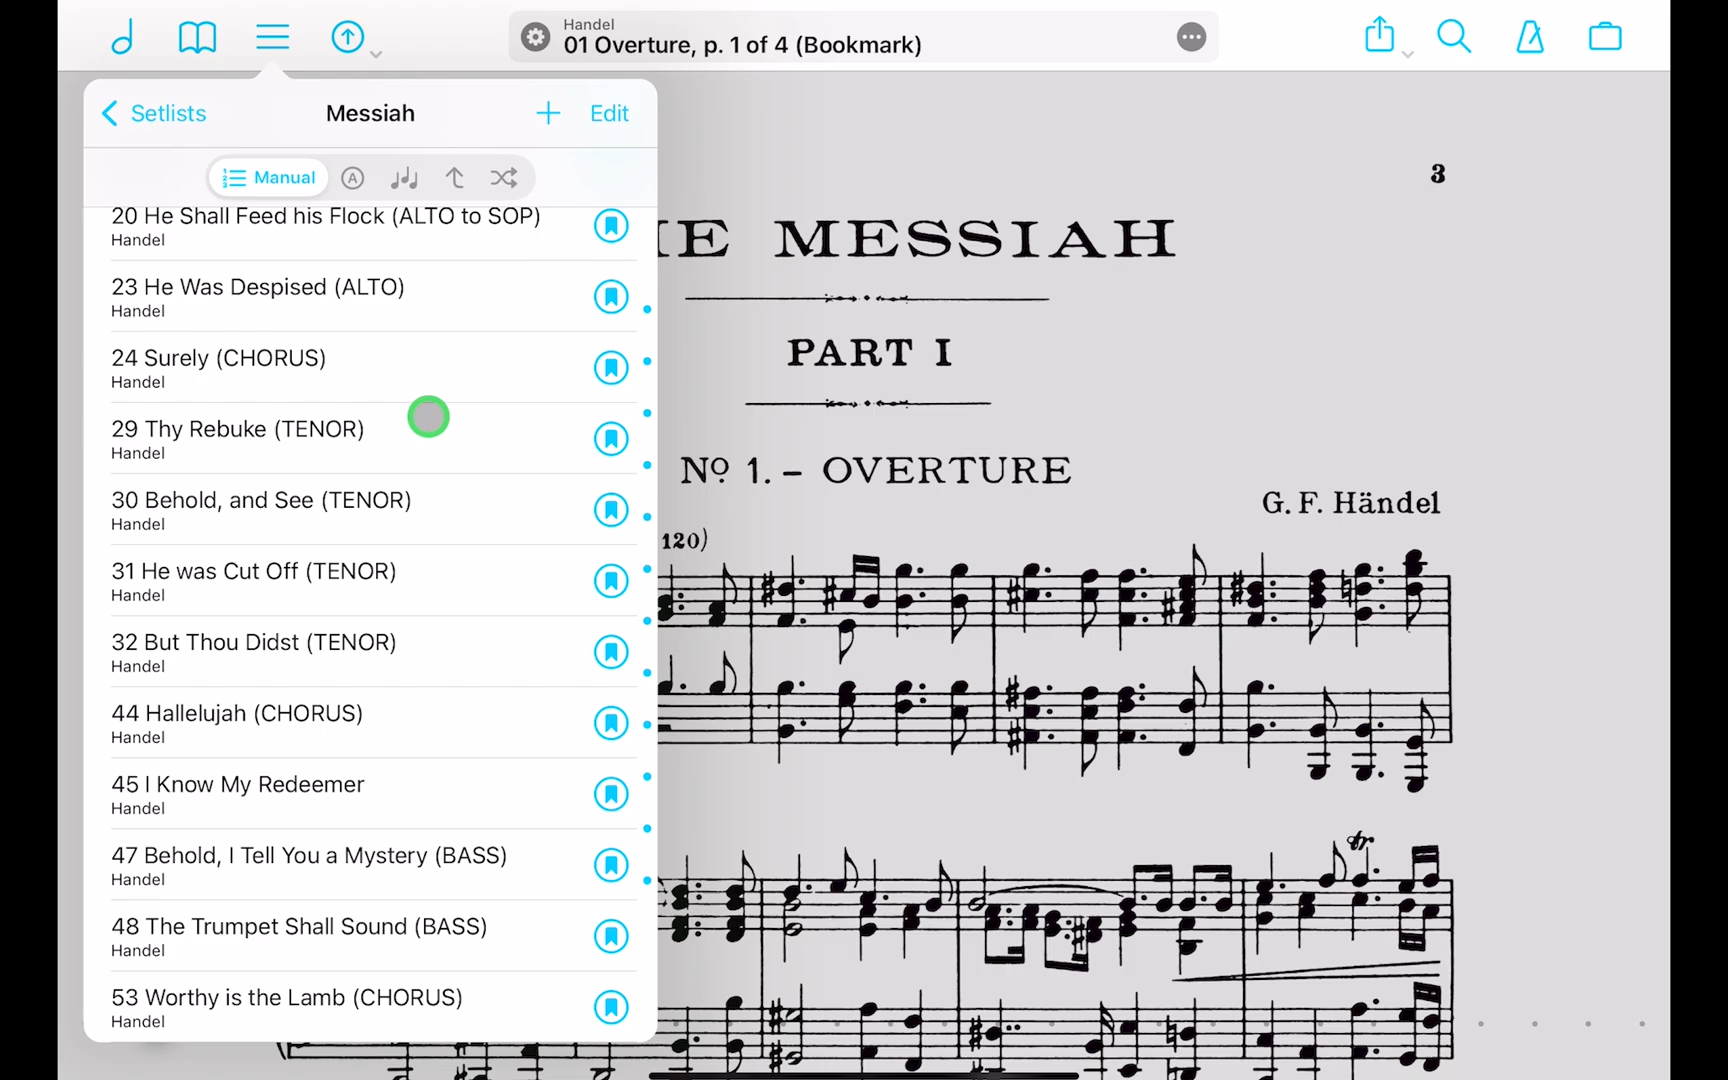 Handel
01 Overture, p. 1 of 4 (Bookmark)
Setlists
Messiah
Edit
Manual
20 He Shall Feed his Flock (ALTO to SOP)
Handel
23 He Was Despised (ALTO)
Handel
24 Surely (CHORUS)
Handel
29 Thy Rebuke (TENOR)
Handel
30 Behold, and See (TENOR)
Handel
31 He was Cut Off (TENOR)
Handel
32 But Thou Didst (TENOR)
Handel
44 Hallelujah (CHORUS)
Handel
45 I Know My Redeemer
Handel
47 Behold, I Tell You a Mystery (BASS)
Handel
48 The Trumpet Shall Sound (BASS)
Handel
53 Worthy is the Lamb (CHORUS)
Handel
3
IE MESSIAH
PART I
Nº 1. – OVERTURE
G. F. Händel
120)
tr